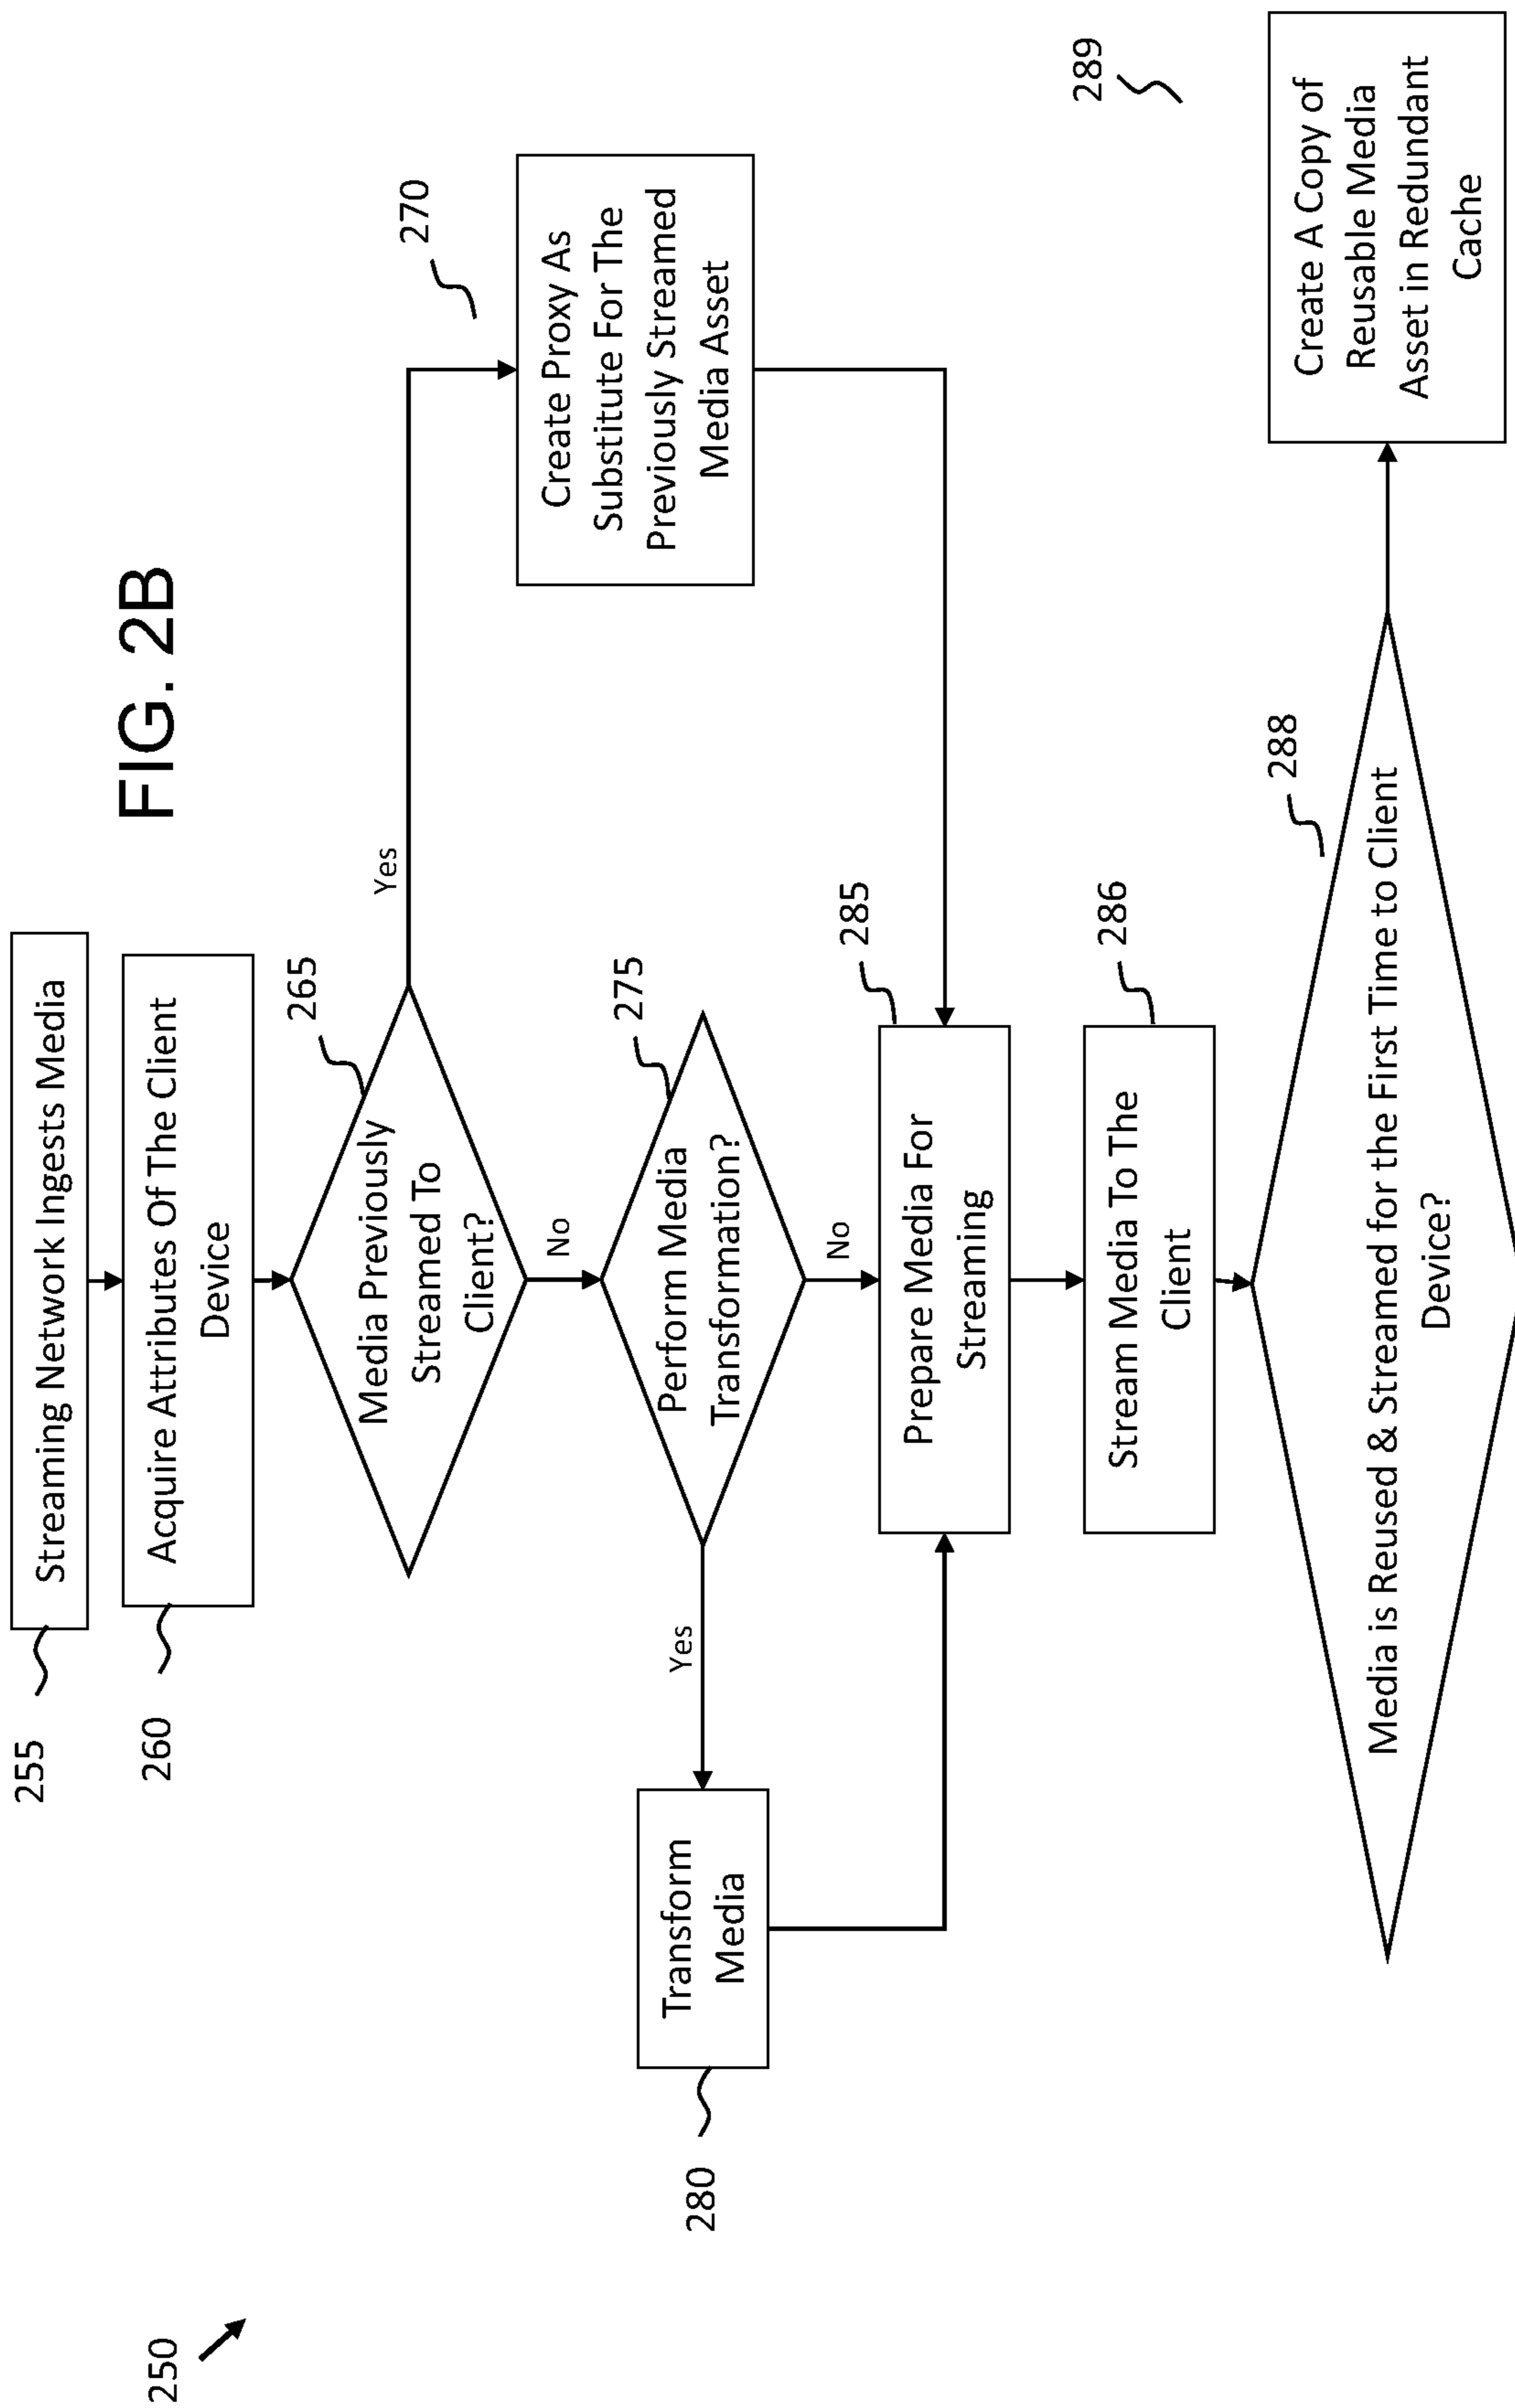 FIG. 2B
250
255
Streaming Network Ingests Media
260
Acquire Attributes Of The Client
Device
265
Media Previously
Streamed To
Client?
Yes
No
270
Create Proxy As
Substitute For The
Previously Streamed
Media Asset
275
Perform Media
Transformation?
Yes
No
280
Transform
Media
285
Prepare Media For
Streaming
286
Stream Media To The
Client
288
Media is Reused & Streamed for the First Time to Client
Device?
289
Create A Copy of
Reusable Media
Asset in Redundant
Cache